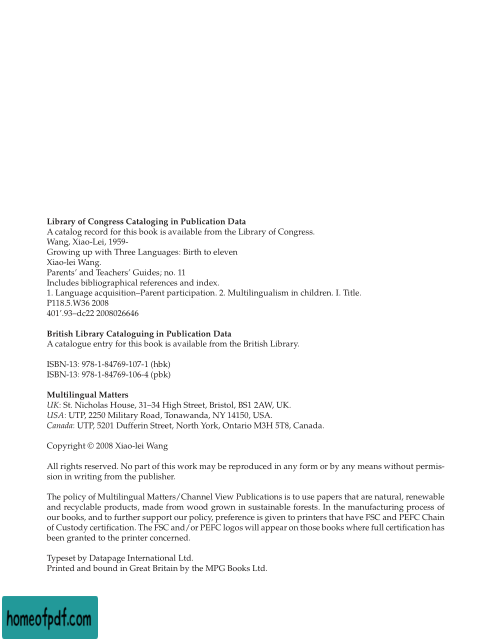 Library of Congress Cataloging in Publication Data
A catalog record for this book is available from the Library of Congress.
Wang, Xiao-Lei, 1959-
Growing up with Three Languages: Birth to eleven
Xiao-lei Wang.
Parents’ and Teachers’ Guides; no. 11
Includes bibliographical references and index.
1. Language acquisition–Parent participation. 2. Multilingualism in children. I. Title.
P118.5.W36 2008
401’.93–dc22 2008026646
British Library Cataloguing in Publication Data
A catalogue entry for this book is available from the British Library.
ISBN-13: 978-1-84769-107-1 (hbk)
ISBN-13: 978-1-84769-106-4 (pbk)
Multilingual Matters
UK: St. Nicholas House, 31–34 High Street, Bristol, BS1 2AW, UK.
USA: UTP, 2250 Military Road, Tonawanda, NY 14150, USA.
Canada: UTP, 5201 Dufferin Street, North York, Ontario M3H 5T8, Canada.
Copyright © 2008 Xiao-lei Wang
All rights reserved. No part of this work may be reproduced in any form or by any means without permis-
sion in writing from the publisher.
The policy of Multilingual Matters/Channel View Publications is to use papers that are natural, renewable
and recyclable products, made from wood grown in sustainable forests. In the manufacturing process of
our books, and to further support our policy, preference is given to printers that have FSC and PEFC Chain
of Custody certification. The FSC and/or PEFC logos will appear on those books where full certification has
been granted to the printer concerned.
Typeset by Datapage International Ltd.
Printed and bound in Great Britain by the MPG Books Ltd.
homeofpdf.com